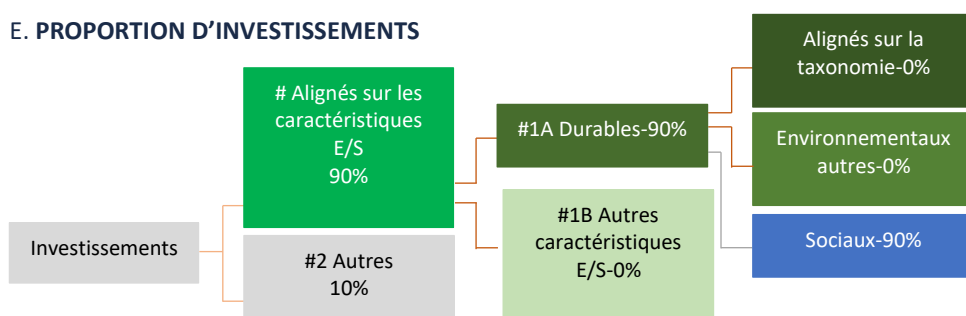 E. PROPORTION D’INVESTISSEMENTS
Investissements
# Alignés sur les
caractéristiques
E/S
90%
#2 Autres
10%
#1A Durables-90%
#1B Autres
caractéristiques
E/S-0%
Alignés sur la
taxonomie-0%
Environnementaux
autres-0%
Sociaux-90%